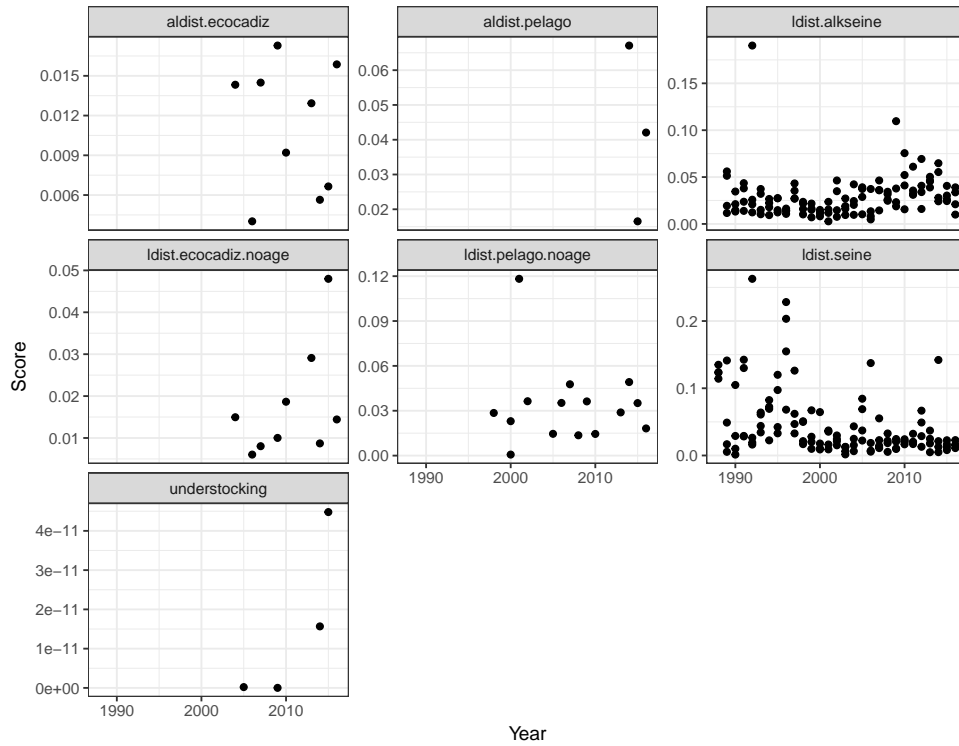 aldist.ecocadiz
aldist.pelago
ldist.alkseine
0.015
0.012
0.009
0.006
0.06
0.04
0.02
0.15
0.10
0.05
0.00
ldist.ecocadiz.noage
ldist.pelago.noage
ldist.seine
0.05
0.04
0.03
0.02
0.01
0.12
0.09
0.06
0.03
0.00
0.2
0.1
0.0
1990 2000 2010
1990 2000 2010
understocking
4e−11
3e−11
2e−11
1e−11
0e+00
1990 2000 2010
Score
Year